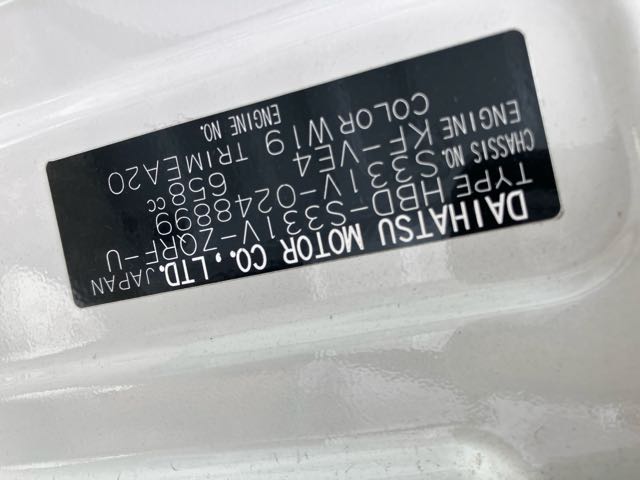 DAIHATSU MOTOR CO.,LTD. JAPAN
TYPE HBD-S331V-ZQRF-U
CHASSIS NO. S331V-0248899
ENGINE KF-VE4 658cc
COLOR W19 TRIM EA20
ENGINE NO.